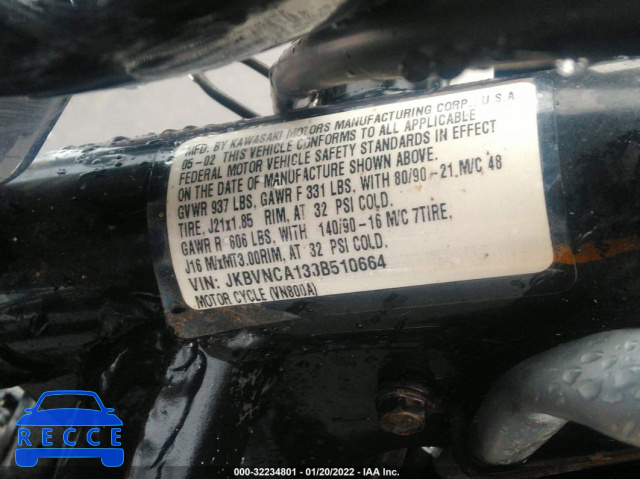 MFD. BY KAWASAKI MOTORS MANUFACTURING CORP., U.S.A.
05-02 THIS VEHICLE CONFORMS TO ALL APPLICABLE
FEDERAL MOTOR VEHICLE SAFETY STANDARDS IN EFFECT
ON THE DATE OF MANUFACTURE SHOWN ABOVE.
GVWR 937 LBS. GAWR F 331 LBS. WITH 80/90-21 M/C 48
TIRE, J21x1.85 RIM, AT 32 PSI COLD.
GAWR R 606 LBS. WITH 140/90-16 M/C 7TIRE,
J16 M/xMT3.00RIM, AT 32 PSI COLD.
VIN: JKBVNCA133B510664
MOTOR CYCLE (VN800A)
RECCE
000-32234801 - 01/20/2022 - IAA Inc.